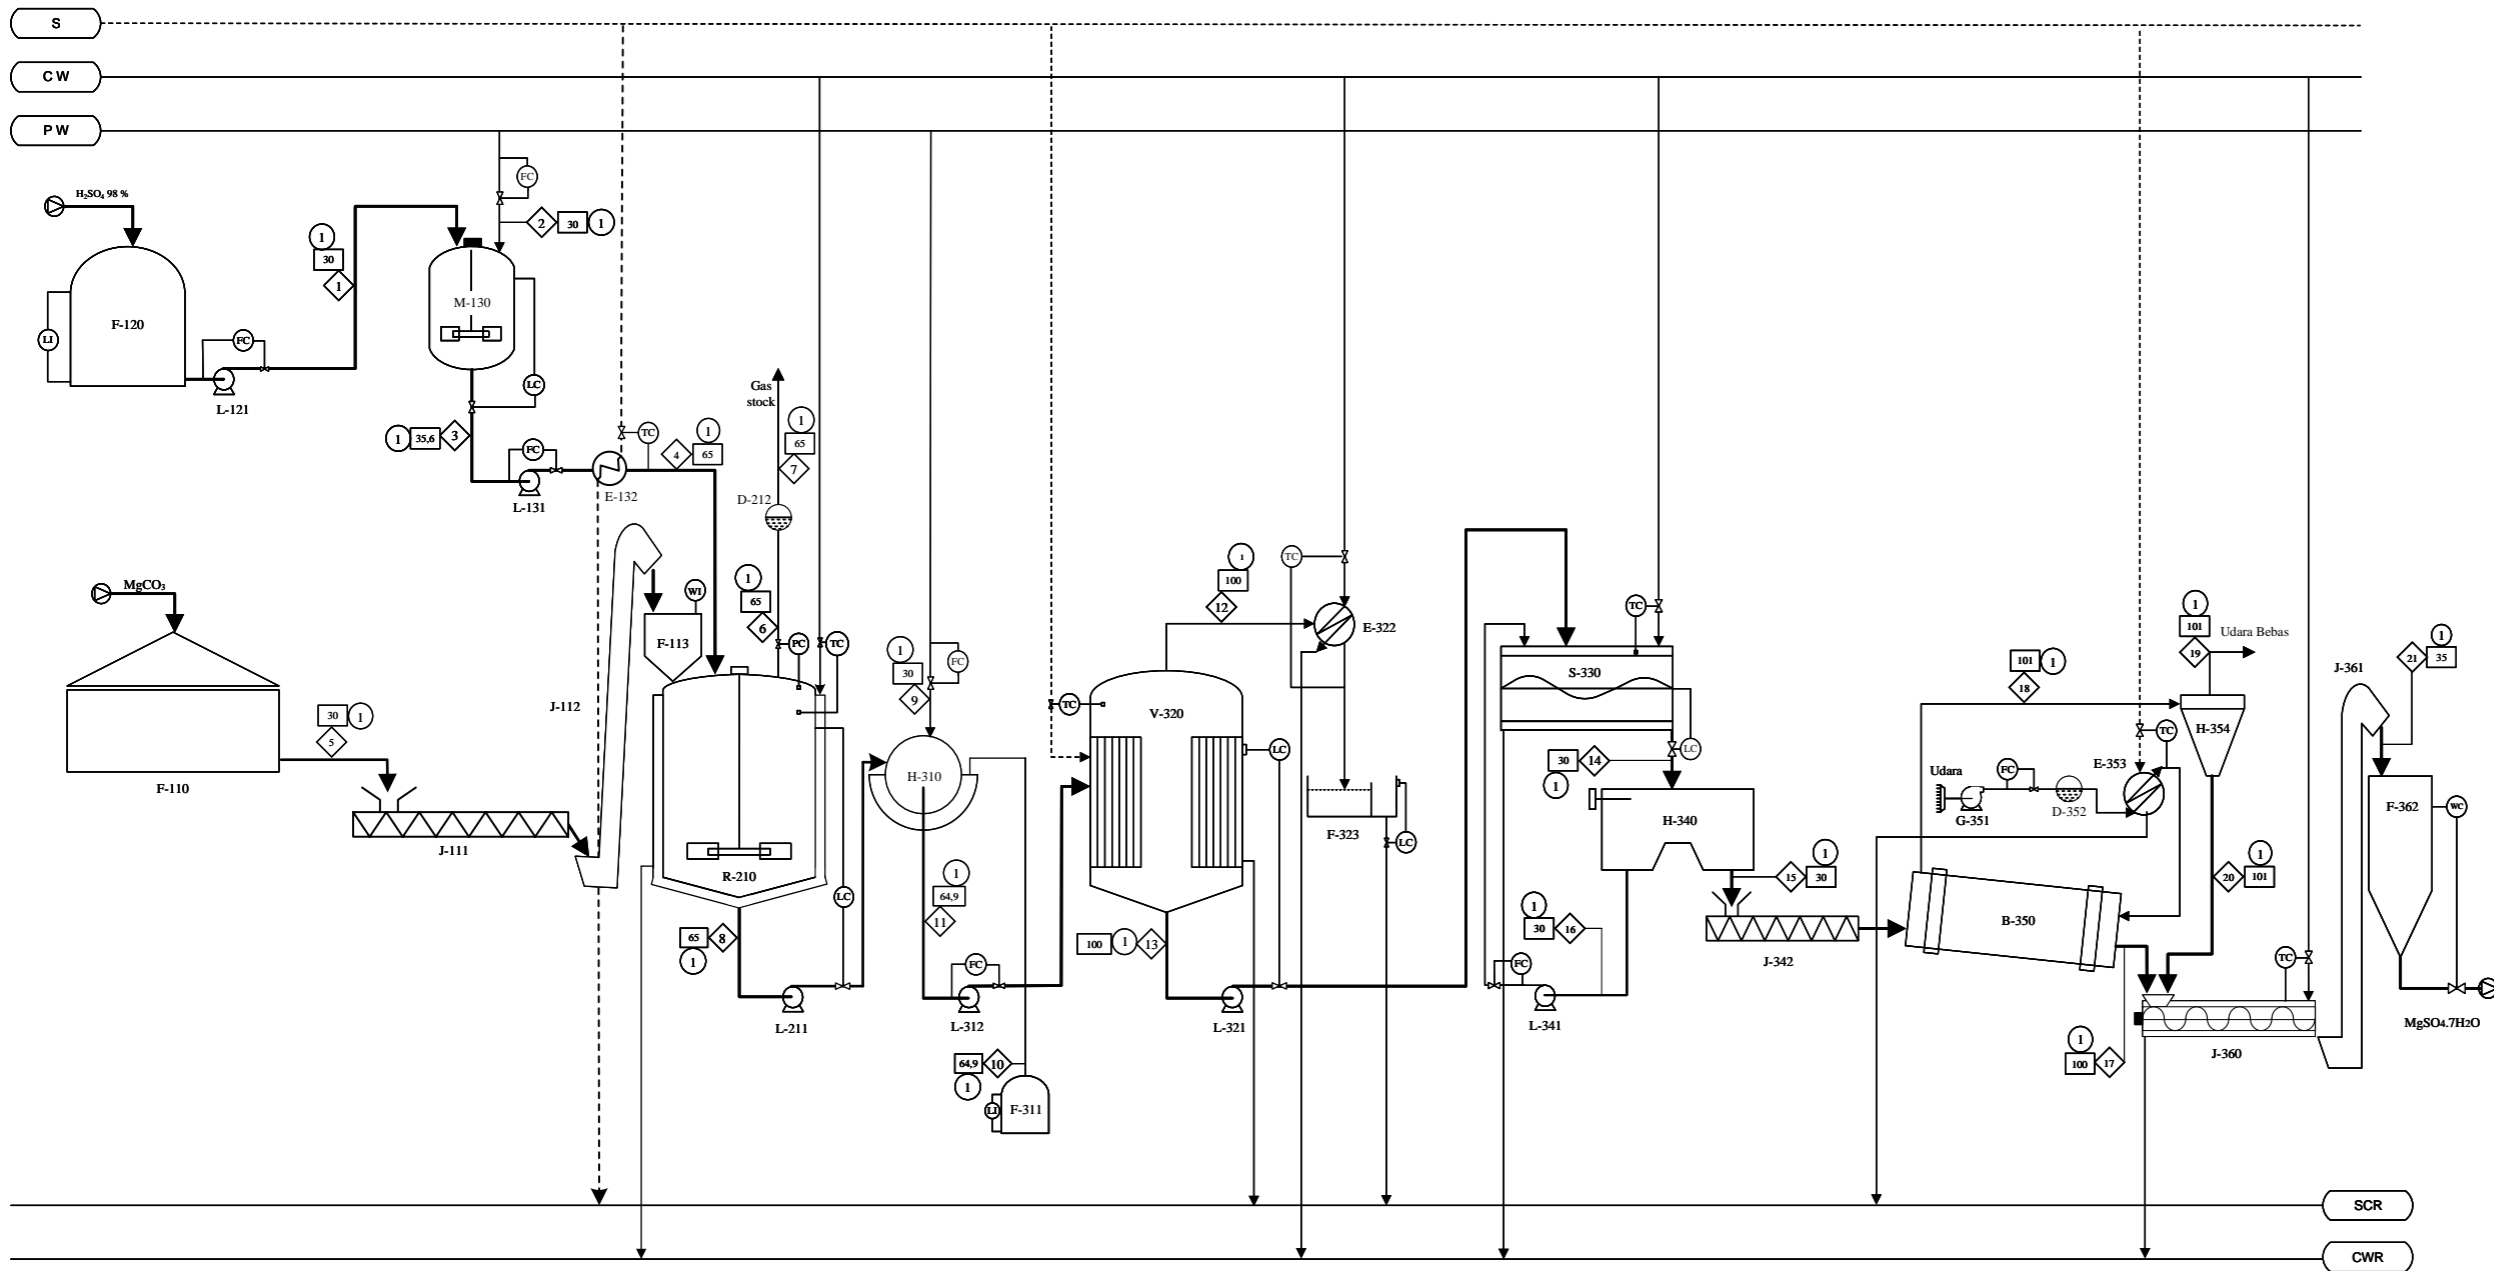 S
CW
PW
H₂SO₄ 98 %
F-120
LI
FC
L-121
1
30
1
M-130
FC
2
30
1
LC
1
35,6
3
FC
L-131
E-132
TC
4
1
65
MgCO₃
F-110
30
1
5
J-111
J-112
F-113
WI
Gas
stock
1
65
7
D-212
1
65
6
PC
TC
R-210
LC
65
8
1
L-211
1
30
9
FC
H-310
1
64,9
11
FC
L-312
64,9
10
1
LI
F-311
TC
V-320
LC
1
100
12
TC
E-322
F-323
LC
100
1
13
L-321
TC
S-330
LC
30
14
1
H-340
1
15
30
1
30
16
FC
L-341
J-342
101
1
18
Udara
FC
G-351
D-352
E-353
TC
1
101
19
Udara Bebas
H-354
B-350
20
1
101
1
100
17
TC
J-360
J-361
21
1
35
F-362
WC
MgSO₄.7H₂O
SCR
CWR